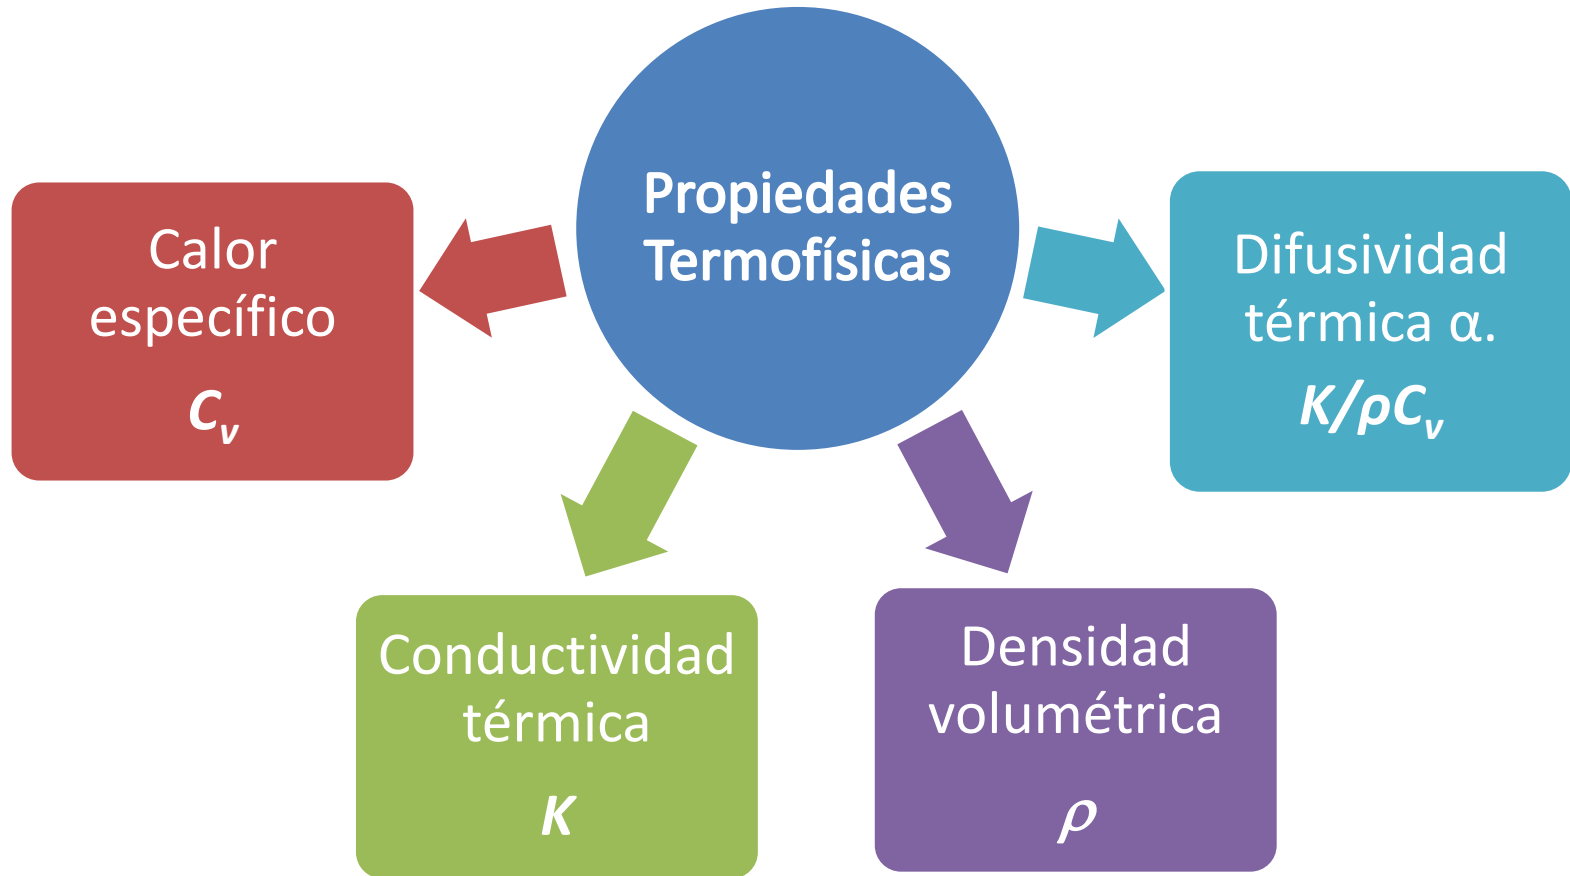 Propiedades
Termofísicas
Calor
específico
Cv
Conductividad
térmica
K
Densidad
volumétrica
ρ
Difusividad
térmica α.
K/ρCv